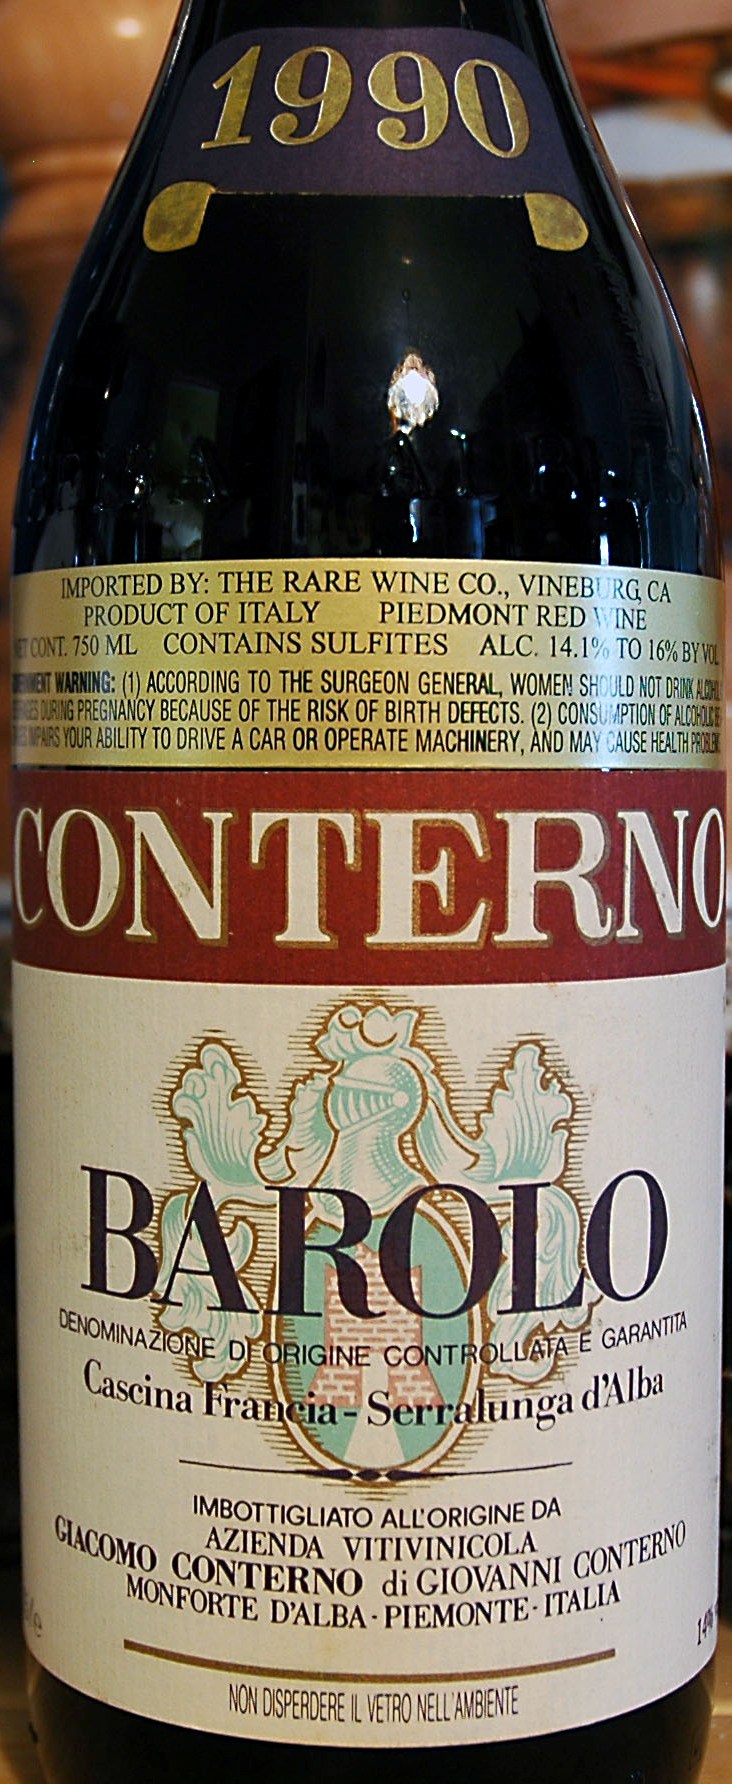 1990
IMPORTED BY: THE RARE WINE CO., VINEBURG, CA
PRODUCT OF ITALY PIEDMONT RED WINE
CONT. 750 ML CONTAINS SULFITES ALC. 14.1% TO 16% BY VOL
WARNING: (1) ACCORDING TO THE SURGEON GENERAL, WOMEN SHOULD NOT DRINK
DURING PREGNANCY BECAUSE OF THE RISK OF BIRTH DEFECTS. (2) CONSUMPTION OF ALCOHOLIC
IMPAIRS YOUR ABILITY TO DRIVE A CAR OR OPERATE MACHINERY, AND MAY CAUSE HEALTH
CONTERNO
BAROLO
DENOMINAZIONE DI ORIGINE CONTROLLATA E GARANTITA
Cascina Francia - Serralunga d'Alba
IMBOTTIGLIATO ALL'ORIGINE DA
AZIENDA VITIVINICOLA
GIACOMO CONTERNO di GIOVANNI CONTERNO
MONFORTE D'ALBA - PIEMONTE - ITALIA
NON DISPERDERE IL VETRO NELL'AMBIENTE